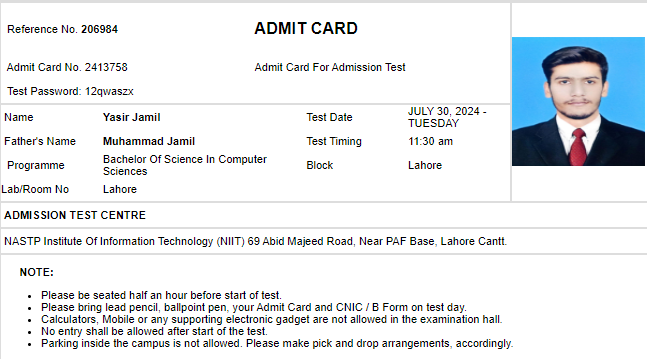 Reference No. 206984
ADMIT CARD
Admit Card No. 2413758
Admit Card For Admission Test
Test Password: 12qwaszx
Name Yasir Jamil Test Date JULY 30, 2024 -
TUESDAY
Father's Name Muhammad Jamil Test Timing 11:30 am
Programme Bachelor Of Science In Computer
Sciences Block Lahore
Lab/Room No Lahore
ADMISSION TEST CENTRE
NASTP Institute Of Information Technology (NIIT) 69 Abid Majeed Road, Near PAF Base, Lahore Cantt.
NOTE:
• Please be seated half an hour before start of test.
• Please bring lead pencil, ballpoint pen, your Admit Card and CNIC / B Form on test day.
• Calculators, Mobile or any supporting electronic gadget are not allowed in the examination hall.
• No entry shall be allowed after start of the test.
• Parking inside the campus is not allowed. Please make pick and drop arrangements, accordingly.